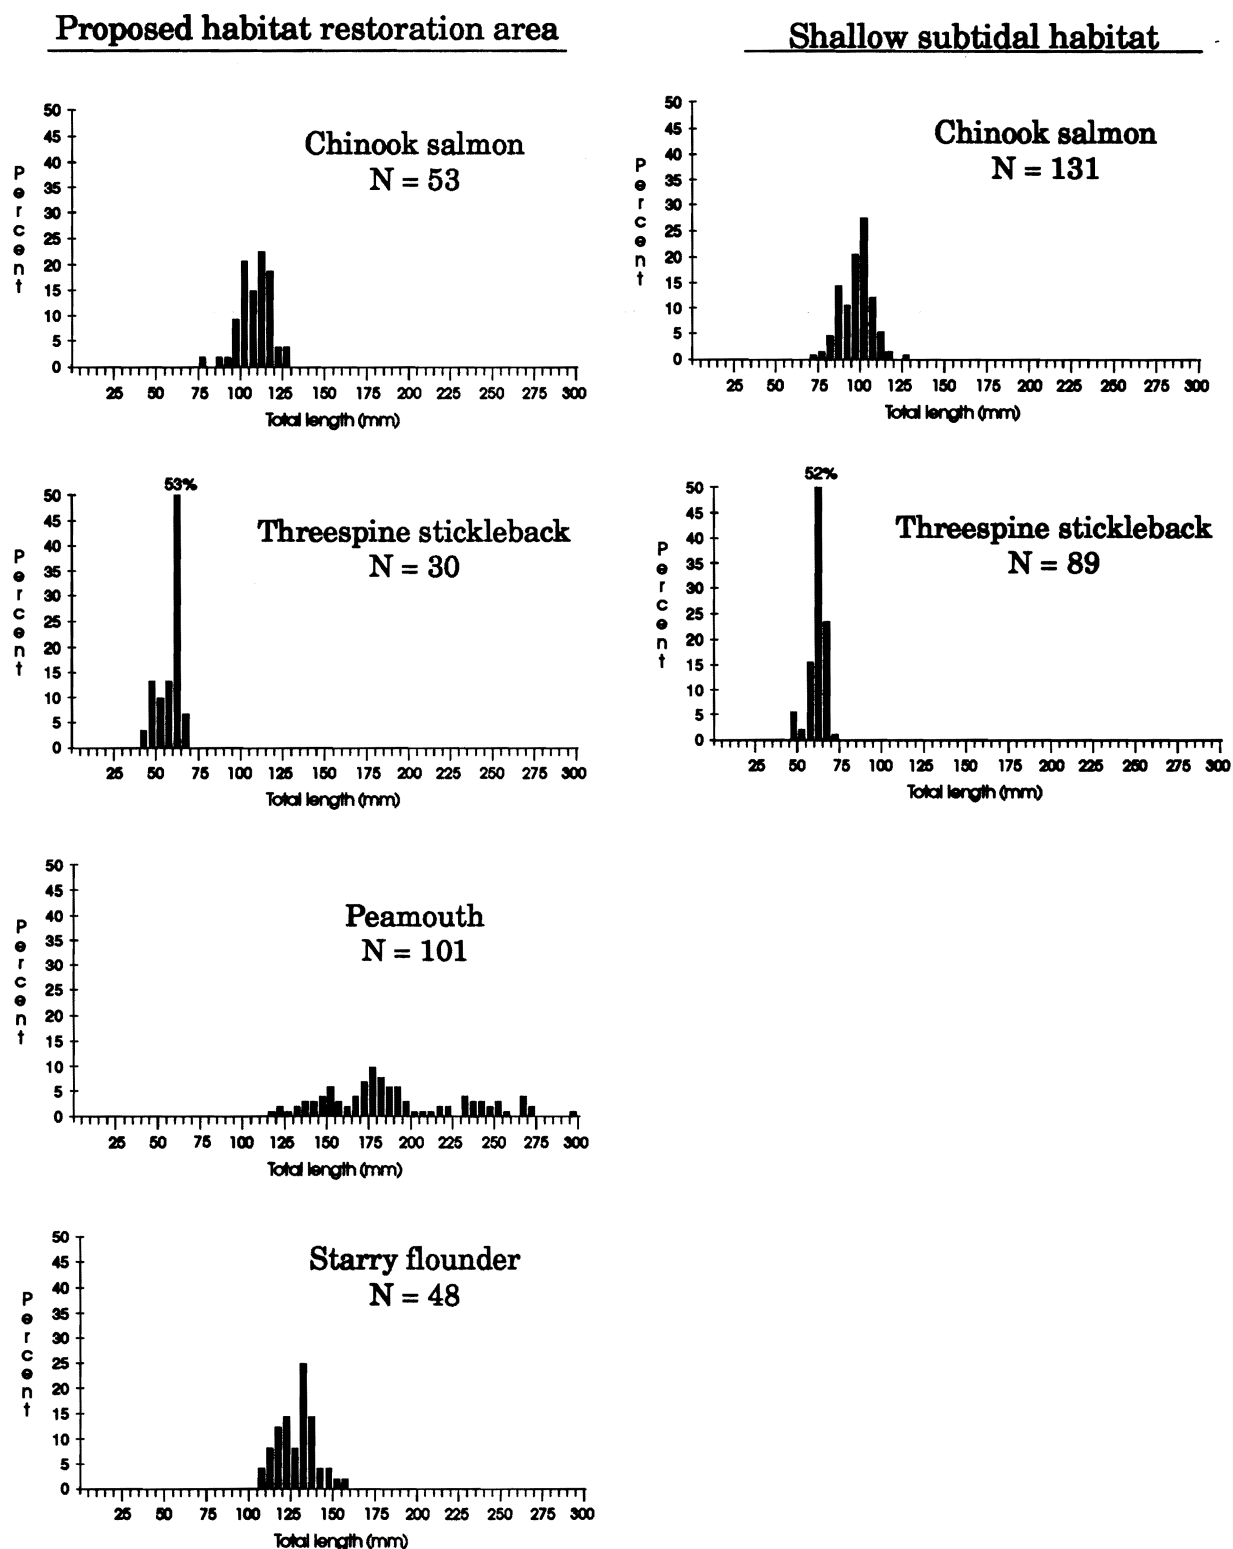 Proposed habitat restoration area
Shallow subtidal habitat
Chinook salmon
N = 53
Percent
50
45
40
35
30
25
20
15
10
5
0
25 50 75 100 125 150 175 200 225 250 275 300
Total length (mm)
Chinook salmon
N = 131
Percent
50
45
40
35
30
25
20
15
10
5
0
25 50 75 100 125 150 175 200 225 250 275 300
Total length (mm)
53%
Threespine stickleback
N = 30
Percent
50
45
40
35
30
25
20
15
10
5
0
25 50 75 100 125 150 175 200 225 250 275 300
Total length (mm)
52%
Threespine stickleback
N = 89
Percent
50
45
40
35
30
25
20
15
10
5
0
25 50 75 100 125 150 175 200 225 250 275 300
Total length (mm)
Peamouth
N = 101
Percent
50
45
40
35
30
25
20
15
10
5
0
25 50 75 100 125 150 175 200 225 250 275 300
Total length (mm)
Starry flounder
N = 48
Percent
50
45
40
35
30
25
20
15
10
5
0
25 50 75 100 125 150 175 200 225 250 275 300
Total length (mm)